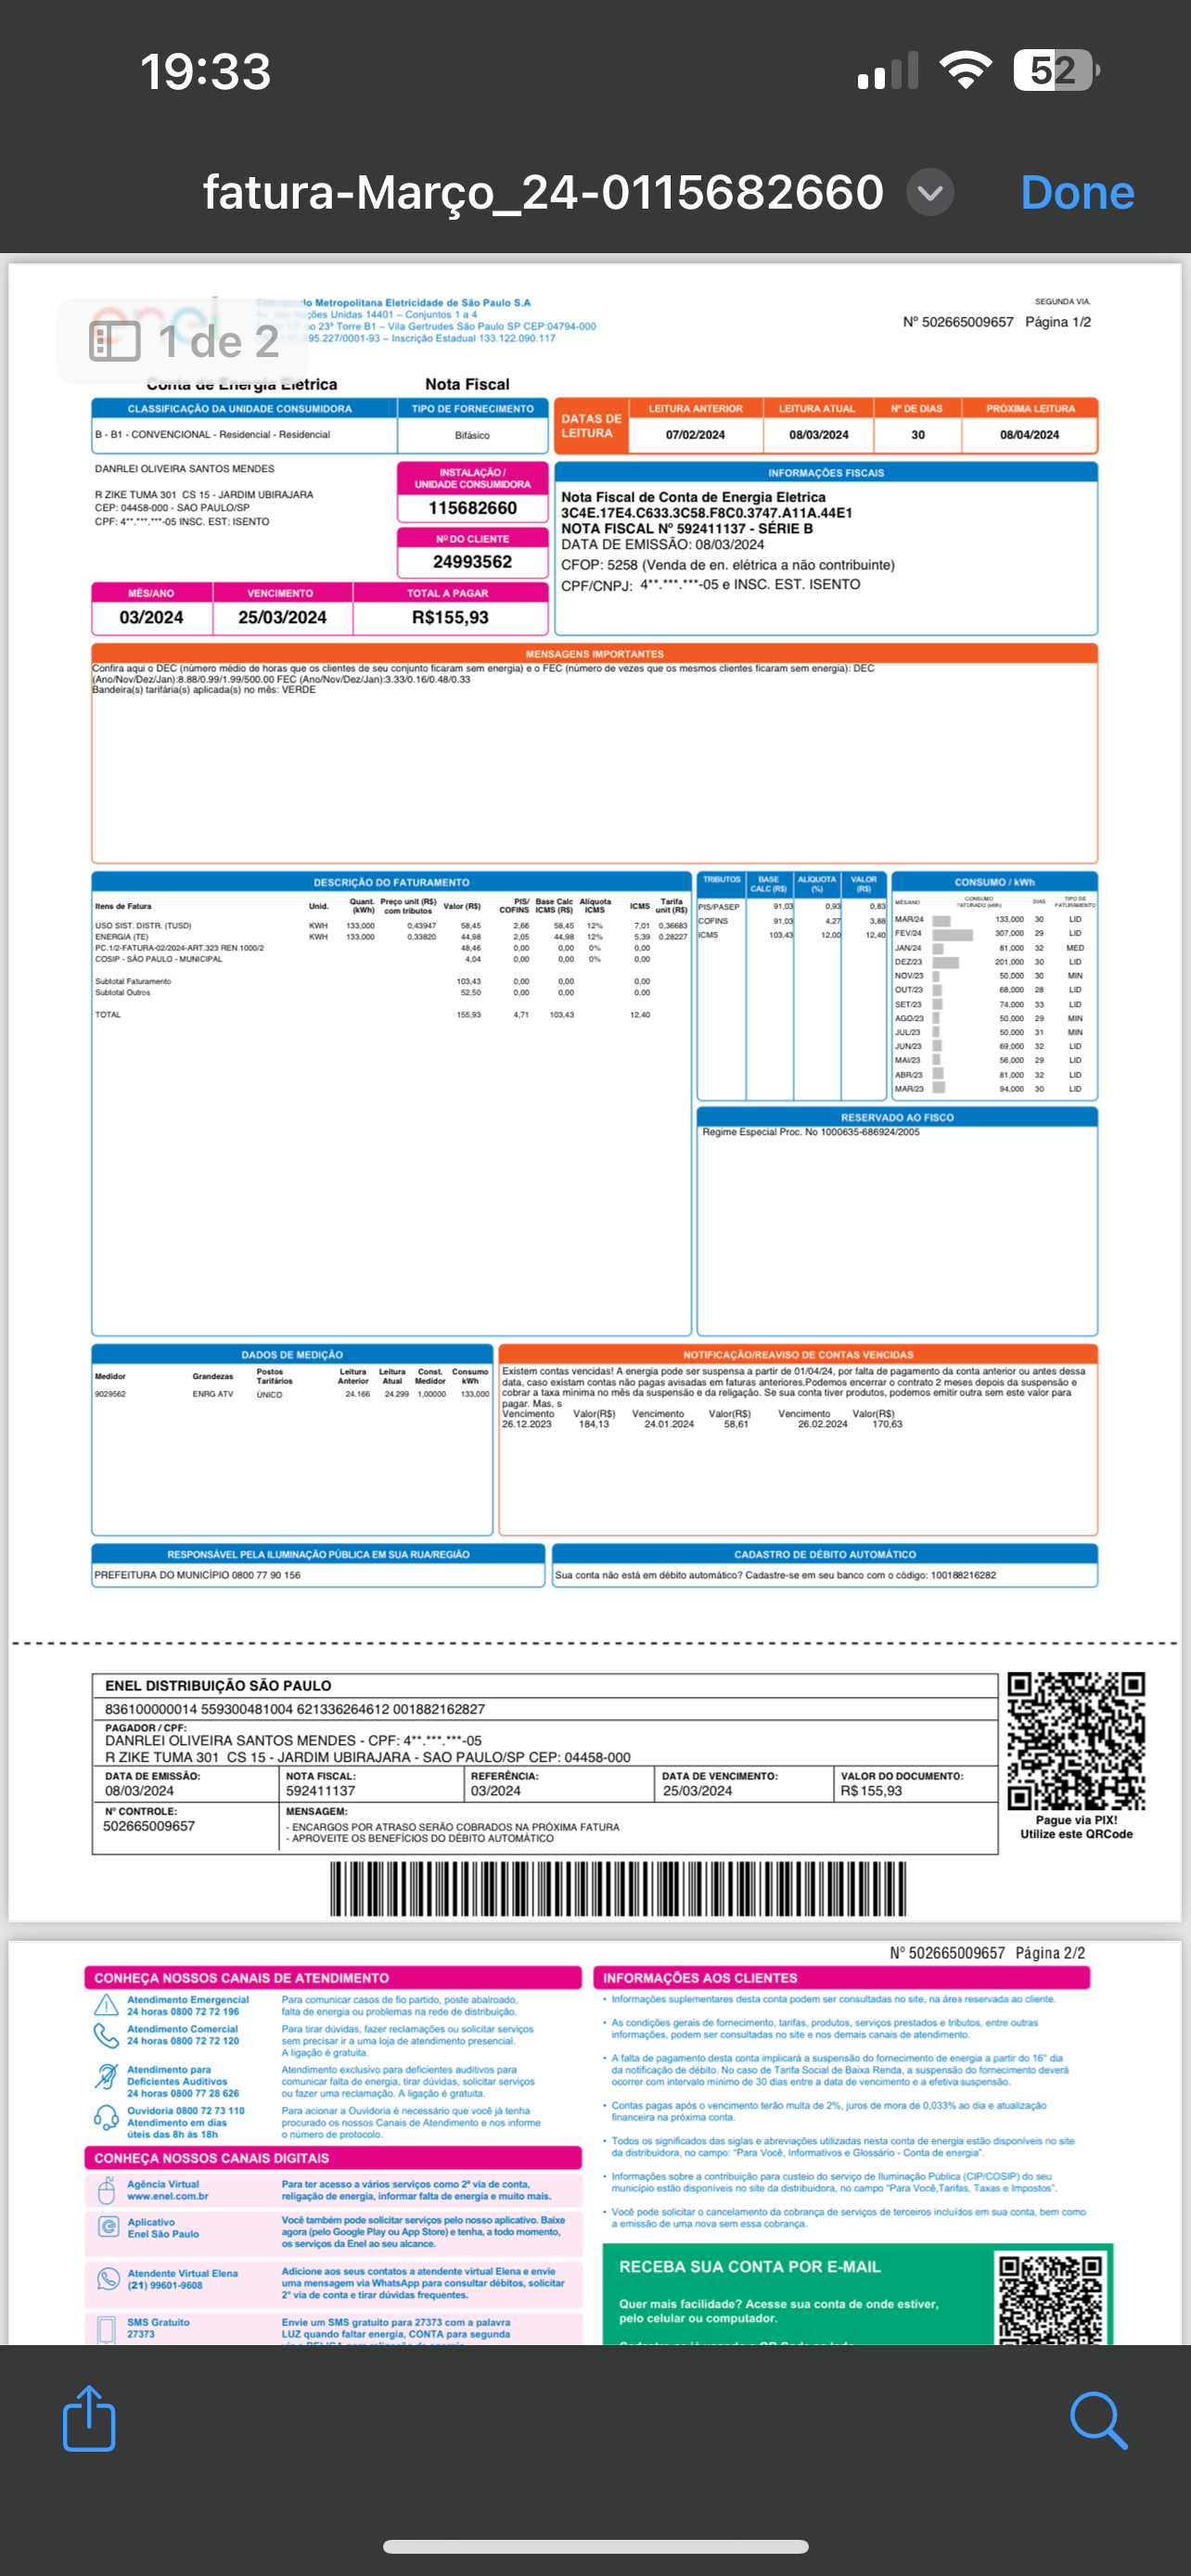 19:33
52
fatura-Março_24-0115682660
Done
1 de 2
Metropolitana Eletricidade de São Paulo S.A
Unidas 14401 – Conjuntos 1 a 4
23º Torre B1 – Vila Gertrudes São Paulo SP CEP:04794-000
95.227/0001-93 – Inscrição Estadual 133.122.090.117
SEGUNDA VIA.
Nº 502665009657 Página 1/2
Conta de Energia Eletrica
Nota Fiscal
CLASSIFICAÇÃO DA UNIDADE CONSUMIDORA
TIPO DE FORNECIMENTO
B - B1 - CONVENCIONAL - Residencial - Residencial
Bifásico
DATAS DE LEITURA
LEITURA ANTERIOR LEITURA ATUAL Nº DE DIAS PRÓXIMA LEITURA
07/02/2024 08/03/2024 30 08/04/2024
DANRLEI OLIVEIRA SANTOS MENDES
R ZIKE TUMA 301 CS 15 - JARDIM UBIRAJARA
CEP: 04458-000 - SAO PAULO/SP
CPF: 4**.***.***-05 INSC. EST: ISENTO
INSTALAÇÃO /
UNIDADE CONSUMIDORA
115682660
Nº DO CLIENTE
24993562
MÊS/ANO VENCIMENTO TOTAL A PAGAR
03/2024 25/03/2024 R$155,93
INFORMAÇÕES FISCAIS
Nota Fiscal de Conta de Energia Eletrica
3C4E.17E4.C633.3C58.F8C0.3747.A11A.44E1
NOTA FISCAL Nº 592411137 - SÉRIE B
DATA DE EMISSÃO: 08/03/2024
CFOP: 5258 (Venda de en. elétrica a não contribuinte)
CPF/CNPJ: 4**.***.***-05 e INSC. EST. ISENTO
MENSAGENS IMPORTANTES
Confira aqui o DEC (número médio de horas que os clientes de seu conjunto ficaram sem energia) e o FEC (número de vezes que os mesmos clientes ficaram sem energia): DEC
(Ano/Nov/Dez/Jan):8.88/0.99/1.99/500.00 FEC (Ano/Nov/Dez/Jan):3.33/0.16/0.48/0.33
Bandeira(s) tarifária(s) aplicada(s) no mês: VERDE
DESCRIÇÃO DO FATURAMENTO
Itens de Fatura Unid. Quant. (kWh) Preço unit (R$) com tributos Valor (R$) PIS/ COFINS Base Calc ICMS (R$) Aliquota ICMS ICMS Tarifa unit (R$)
USO SIST. DISTR. (TUSD) KWH 133,000 0,43947 58,45 2,66 58,45 12% 7,01 0,36683
ENERGIA (TE) KWH 133,000 0,33820 44,98 2,05 44,98 12% 5,39 0,28227
PC.1/2-FATURA-02/2024-ART.323 REN 1000/2 48,46 0,00 0,00 0% 0,00
COSIP - SÃO PAULO - MUNICIPAL 4,04 0,00 0,00 0% 0,00
Subtotal Faturamento 103,43 0,00 0,00 0,00
Subtotal Outros 52,50 0,00 0,00 0,00
TOTAL 155,93 4,71 103,43 12,40
TRIBUTOS BASE CALC (R$) ALÍQUOTA (%) VALOR (R$)
PIS/PASEP 91,03 0,93 0,83
COFINS 91,03 4,27 3,88
ICMS 103,43 12,00 12,40
CONSUMO / kWh
MÊS/ANO CONSUMO FATURADO (kWh) DIAS TIPO DE FATURAMENTO
MAR/24 133,000 30 LID
FEV/24 307,000 29 LID
JAN/24 81,000 32 MED
DEZ/23 201,000 30 LID
NOV/23 50,000 30 MIN
OUT/23 68,000 28 LID
SET/23 74,000 33 LID
AGO/23 50,000 29 MIN
JUL/23 50,000 31 MIN
JUN/23 69,000 32 LID
MAI/23 56,000 29 LID
ABR/23 81,000 32 LID
MAR/23 94,000 30 LID
RESERVADO AO FISCO
Regime Especial Proc. No 1000635-686924/2005
DADOS DE MEDIÇÃO
Medidor Grandezas Postos Tarifários Leitura Anterior Leitura Atual Const. Medidor Consumo kWh
9029562 ENRG ATV ÚNICO 24.166 24.299 1,00000 133,000
NOTIFICAÇÃO/REAVISO DE CONTAS VENCIDAS
Existem contas vencidas! A energia pode ser suspensa a partir de 01/04/24, por falta de pagamento da conta anterior ou antes dessa
data, caso existam contas não pagas avisadas em faturas anteriores.Podemos encerrar o contrato 2 meses depois da suspensão e
cobrar a taxa mínima no mês da suspensão e da religação. Se sua conta tiver produtos, podemos emitir outra sem este valor para
pagar. Mas, s
Vencimento Valor(R$) Vencimento Valor(R$) Vencimento Valor(R$)
26.12.2023 184,13 24.01.2024 58,61 26.02.2024 170,63
RESPONSÁVEL PELA ILUMINAÇÃO PÚBLICA EM SUA RUA/REGIÃO
PREFEITURA DO MUNICÍPIO 0800 77 90 156
CADASTRO DE DÉBITO AUTOMÁTICO
Sua conta não está em débito automático? Cadastre-se em seu banco com o código: 100188216282
ENEL DISTRIBUIÇÃO SÃO PAULO
836100000014 559300481004 621336264612 001882162827
PAGADOR / CPF:
DANRLEI OLIVEIRA SANTOS MENDES - CPF: 4**.***.***-05
R ZIKE TUMA 301 CS 15 - JARDIM UBIRAJARA - SAO PAULO/SP CEP: 04458-000
DATA DE EMISSÃO: NOTA FISCAL: REFERÊNCIA: DATA DE VENCIMENTO: VALOR DO DOCUMENTO:
08/03/2024 592411137 03/2024 25/03/2024 R$155,93
Nº CONTROLE:
502665009657
MENSAGEM:
- ENCARGOS POR ATRASO SERÃO COBRADOS NA PRÓXIMA FATURA
- APROVEITE OS BENEFÍCIOS DO DÉBITO AUTOMÁTICO
Pague via PIX!
Utilize este QRCode
Nº 502665009657 Página 2/2
CONHEÇA NOSSOS CANAIS DE ATENDIMENTO
Atendimento Emergencial
24 horas 0800 72 72 196
Para comunicar casos de fio partido, poste abalroado,
falta de energia ou problemas na rede de distribuição.
Atendimento Comercial
24 horas 0800 72 72 120
Para tirar dúvidas, fazer reclamações ou solicitar serviços
sem precisar ir a uma loja de atendimento presencial.
A ligação é gratuita.
Atendimento para
Deficientes Auditivos
24 horas 0800 77 28 626
Atendimento exclusivo para deficientes auditivos para
comunicar falta de energia, tirar dúvidas, solicitar serviços
ou fazer uma reclamação. A ligação é gratuita.
Ouvidoria 0800 72 73 110
Atendimento em dias
úteis das 8h às 18h
Para acionar a Ouvidoria é necessário que você já tenha
procurado os nossos Canais de Atendimento e nos informe
o número de protocolo.
CONHEÇA NOSSOS CANAIS DIGITAIS
Agência Virtual
www.enel.com.br
Para ter acesso a vários serviços como 2ª via de conta,
religação de energia, informar falta de energia e muito mais.
Aplicativo
Enel São Paulo
Você também pode solicitar serviços pelo nosso aplicativo. Baixe
agora (pelo Google Play ou App Store) e tenha, a todo momento,
os serviços da Enel ao seu alcance.
Atendente Virtual Elena
(21) 99601-9608
Adicione aos seus contatos a atendente virtual Elena e envie
uma mensagem via WhatsApp para consultar débitos, solicitar
2ª via de conta e tirar dúvidas frequentes.
SMS Gratuito
27373
Envie um SMS gratuito para 27373 com a palavra
LUZ quando faltar energia, CONTA para segunda
INFORMAÇÕES AOS CLIENTES
• Informações suplementares desta conta podem ser consultadas no site, na área reservada ao cliente.
• As condições gerais de fornecimento, tarifas, produtos, serviços prestados e tributos, entre outras
informações, podem ser consultadas no site e nos demais canais de atendimento.
• A falta de pagamento desta conta implicará a suspensão do fornecimento de energia a partir do 16° dia
da notificação de débito. No caso de Tarifa Social de Baixa Renda, a suspensão do fornecimento deverá
ocorrer com intervalo mínimo de 30 dias entre a data de vencimento e a efetiva suspensão.
• Contas pagas após o vencimento terão multa de 2%, juros de mora de 0,033% ao dia e atualização
financeira na próxima conta.
• Todos os significados das siglas e abreviações utilizadas nesta conta de energia estão disponíveis no site
da distribuidora, no campo: “Para Você, Informativos e Glossário - Conta de energia”.
• Informações sobre a contribuição para custeio do serviço de Iluminação Pública (CIP/COSIP) do seu
município estão disponíveis no site da distribuidora, no campo “Para Você,Tarifas, Taxas e Impostos”.
• Você pode solicitar o cancelamento da cobrança de serviços de terceiros incluídos em sua conta, bem como
a emissão de uma nova sem essa cobrança.
RECEBA SUA CONTA POR E-MAIL
Quer mais facilidade? Acesse sua conta de onde estiver,
pelo celular ou computador.